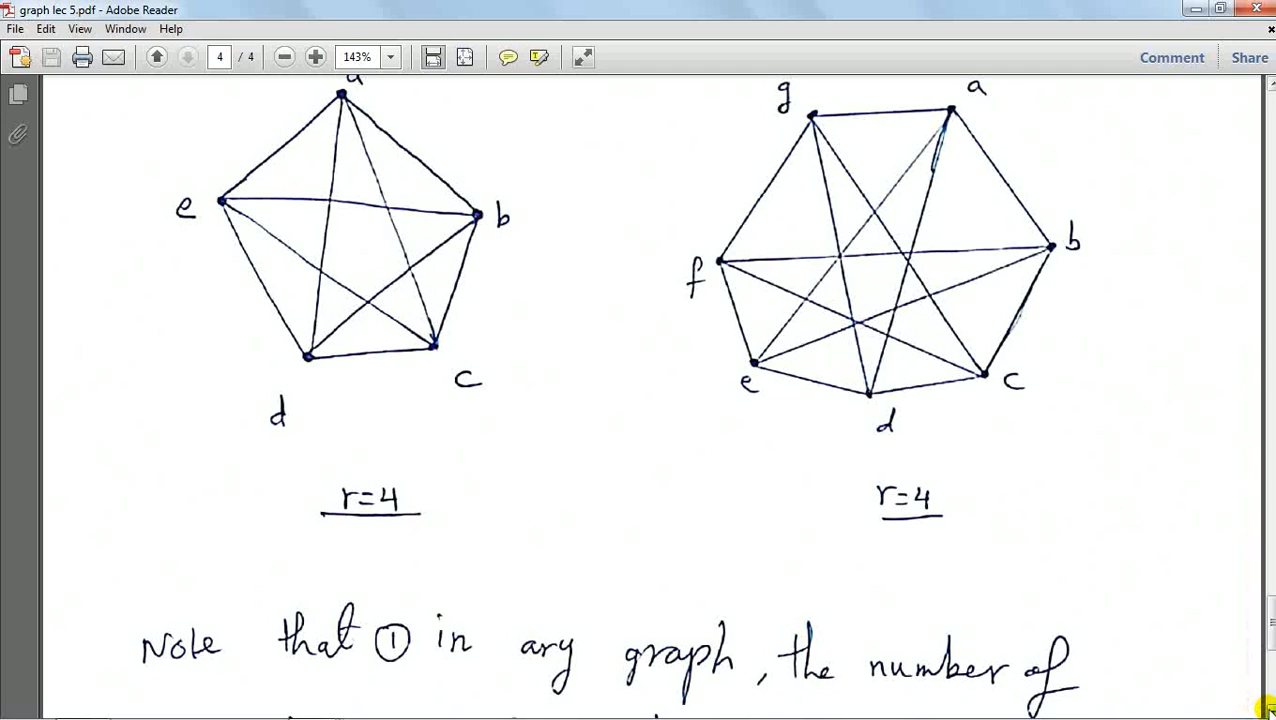 graph lec 5.pdf - Adobe Reader
File Edit View Window Help
4 / 4 143% Comment Share
a g a
e b
f b
c e c
d d
r=4 r=4
Note that ① in any graph, the number of